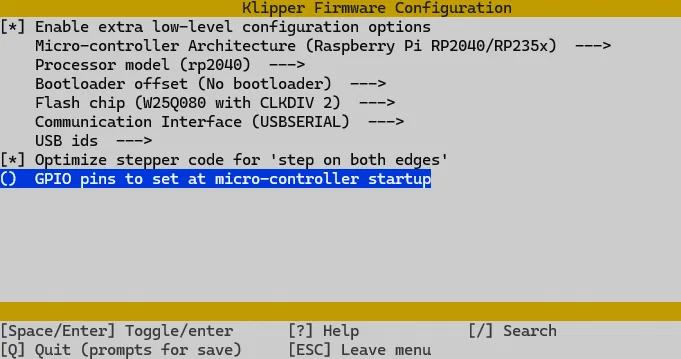 Klipper Firmware Configuration
[*] Enable extra low-level configuration options
Micro-controller Architecture (Raspberry Pi RP2040/RP235x) --->
Processor model (rp2040) --->
Bootloader offset (No bootloader) --->
Flash chip (W25Q080 with CLKDIV 2) --->
Communication Interface (USBSERIAL) --->
USB ids --->
[*] Optimize stepper code for 'step on both edges'
() GPIO pins to set at micro-controller startup
[Space/Enter] Toggle/enter [?] Help [/] Search
[Q] Quit (prompts for save) [ESC] Leave menu